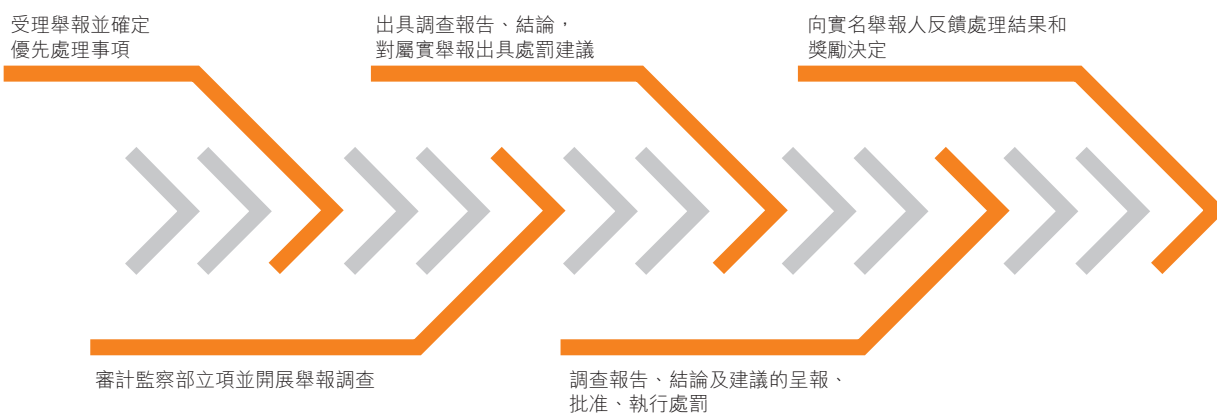 受理舉報並確定
優先處理事項
審計監察部立項並開展舉報調查
出具調查報告、結論，
對屬實舉報出具處罰建議
調查報告、結論及建議的呈報、
批准、執行處罰
向實名舉報人反饋處理結果和
獎勵決定